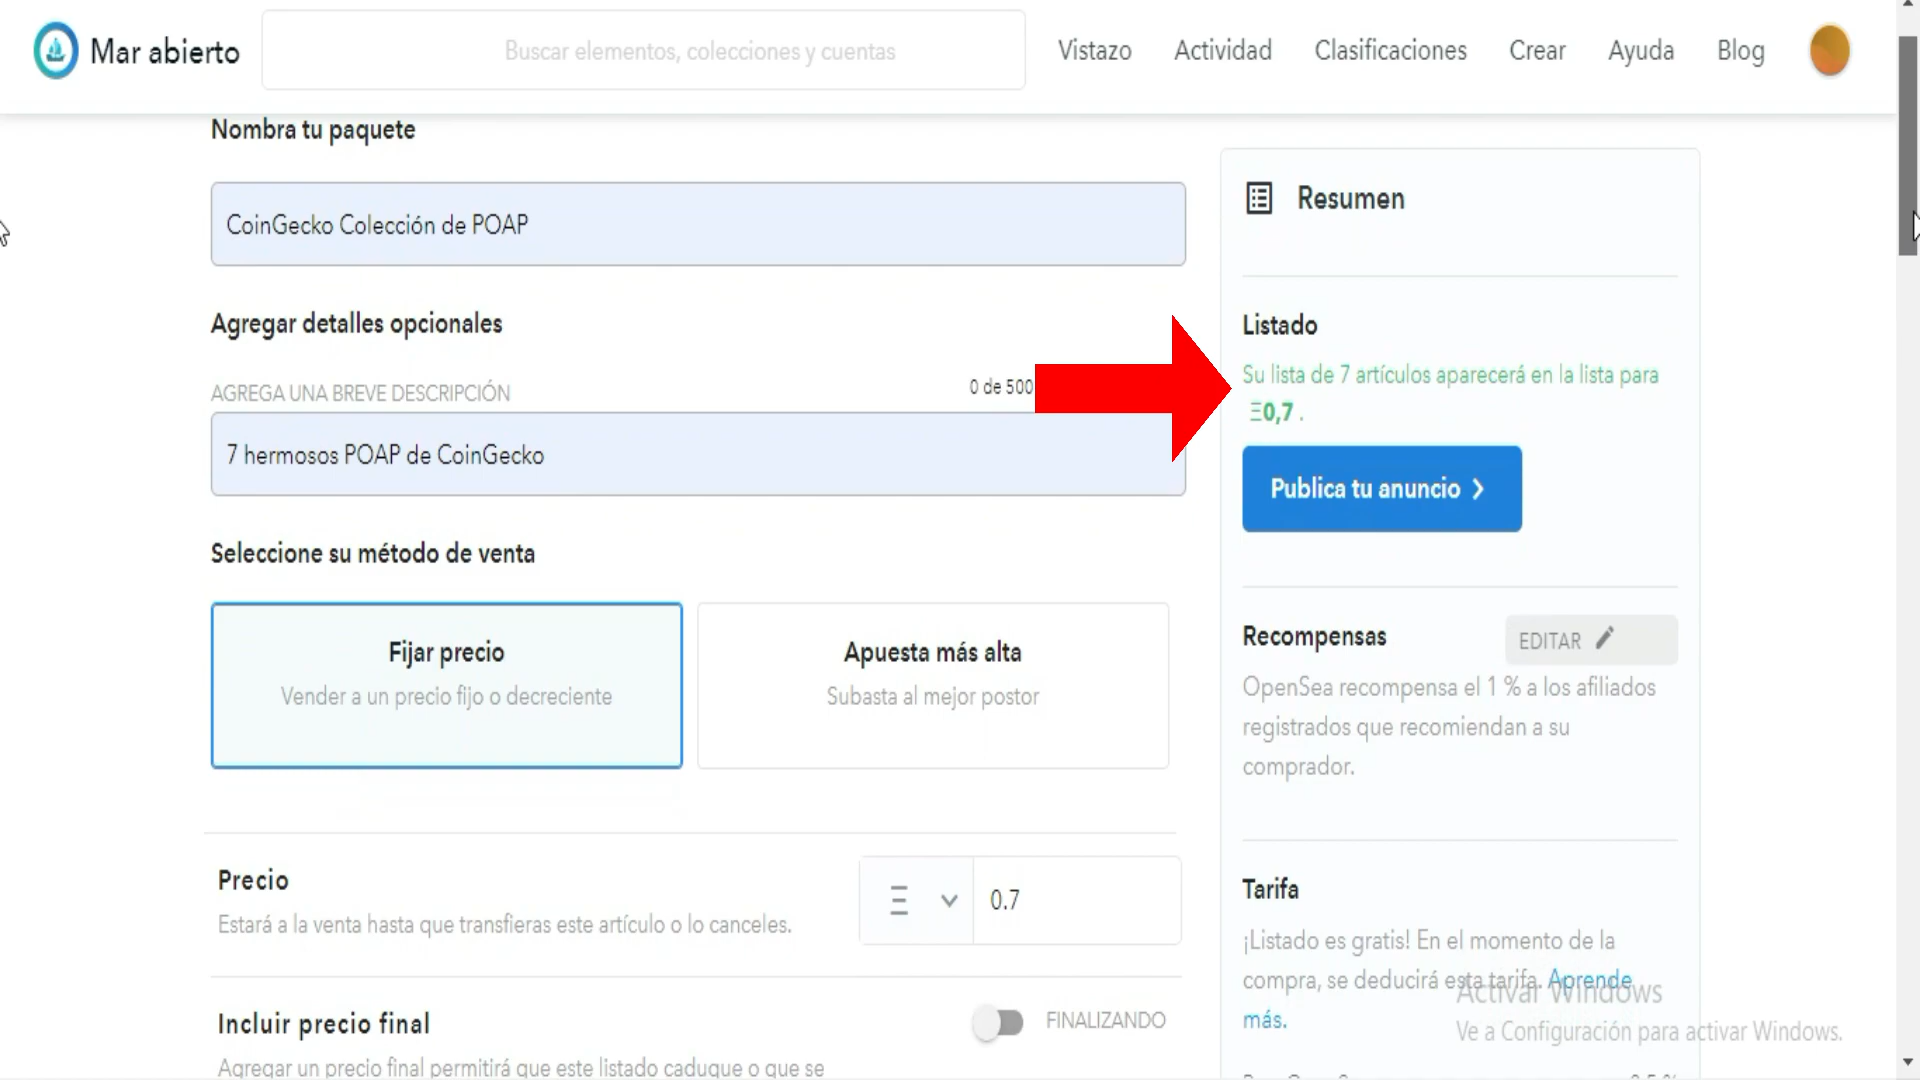 Mar abierto
Buscar elementos, colecciones y cuentas
Vistazo
Actividad
Clasificaciones
Crear
Ayuda
Blog
Nombra tu paquete
CoinGecko Colección de POAP
Agregar detalles opcionales
AGREGA UNA BREVE DESCRIPCIÓN
0 de 500
7 hermosos POAP de CoinGecko
Seleccione su método de venta
Fijar precio
Vender a un precio fijo o decreciente
Apuesta más alta
Subasta al mejor postor
Precio
Estará a la venta hasta que transfieras este artículo o lo canceles.
0.7
Incluir precio final
FINALIZANDO
Agregar un precio final permitirá que este listado caduque o que se
Resumen
Listado
Su lista de 7 artículos aparecerá en la lista para
Ξ0,7 .
Publica tu anuncio
Recompensas
EDITAR
OpenSea recompensa el 1 % a los afiliados
registrados que recomiendan a su
comprador.
Tarifa
¡Listado es gratis! En el momento de la
compra, se deducirá esta tarifa. Aprende
más.
Activar Windows
Ve a Configuración para activar Windows.